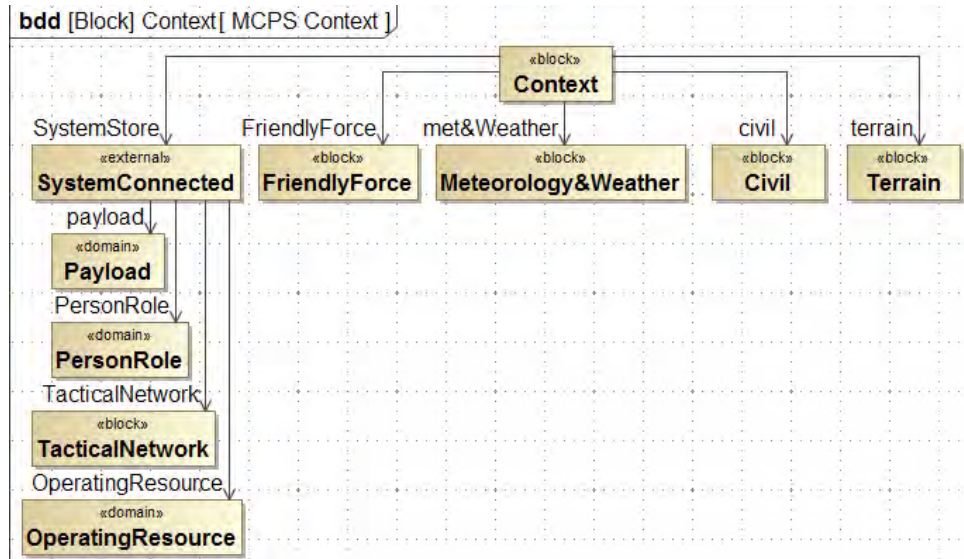 bdd [Block] Context[ MCPS Context ]
«block»
Context
SystemStore
FriendlyForce
met&Weather
civil
terrain
«external»
SystemConnected
«block»
FriendlyForce
«block»
Meteorology&Weather
«block»
Civil
«block»
Terrain
payload
«domain»
Payload
PersonRole
«domain»
PersonRole
TacticalNetwork
«block»
TacticalNetwork
OperatingResource
«domain»
OperatingResource